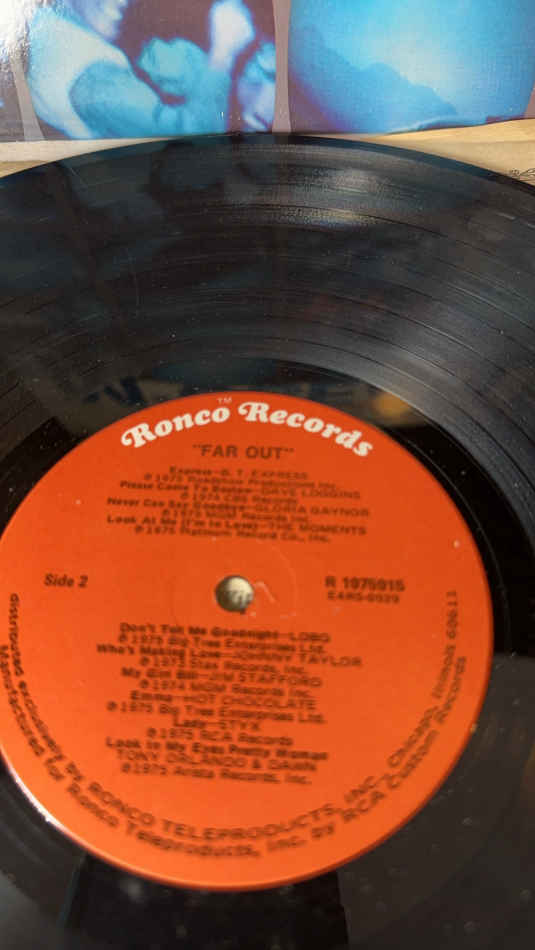 TM
Ronco Records
"FAR OUT"
Express—B. T. EXPRESS
℗ 1975 Roadshow Productions Inc.
Please Come To Boston—DAVE LOGGINS
℗ 1974 CBS Records
Never Can Say Goodbye—GLORIA GAYNOR
℗ 1975 MGM Records Inc.
Look At Me (I'm In Love)—THE MOMENTS
℗ 1975 Platinum Record Co., Inc.
Side 2
R 1975915
Don't Tell Me Goodnight—LOBO
℗ 1975 Big Tree Enterprises Ltd.
Who's Making Love—JOHNNY TAYLOR
℗ 1973 Stax Records, Inc.
My Girl Bill—JIM STAFFORD
℗ 1974 MGM Records Inc.
Emma—HOT CHOCOLATE
℗ 1975 Big Tree Enterprises Ltd.
Lady—STYX
℗ 1975 RCA Records
Look In My Eyes Pretty Woman
TONY ORLANDO & DAWN
℗ 1975 Arista Records, Inc.
distributed exclusively by RONCO TELEPRODUCTS, INC., Chicago, Illinois 60611
Manufactured for Ronco Teleproducts, Inc. by RCA Custom Records